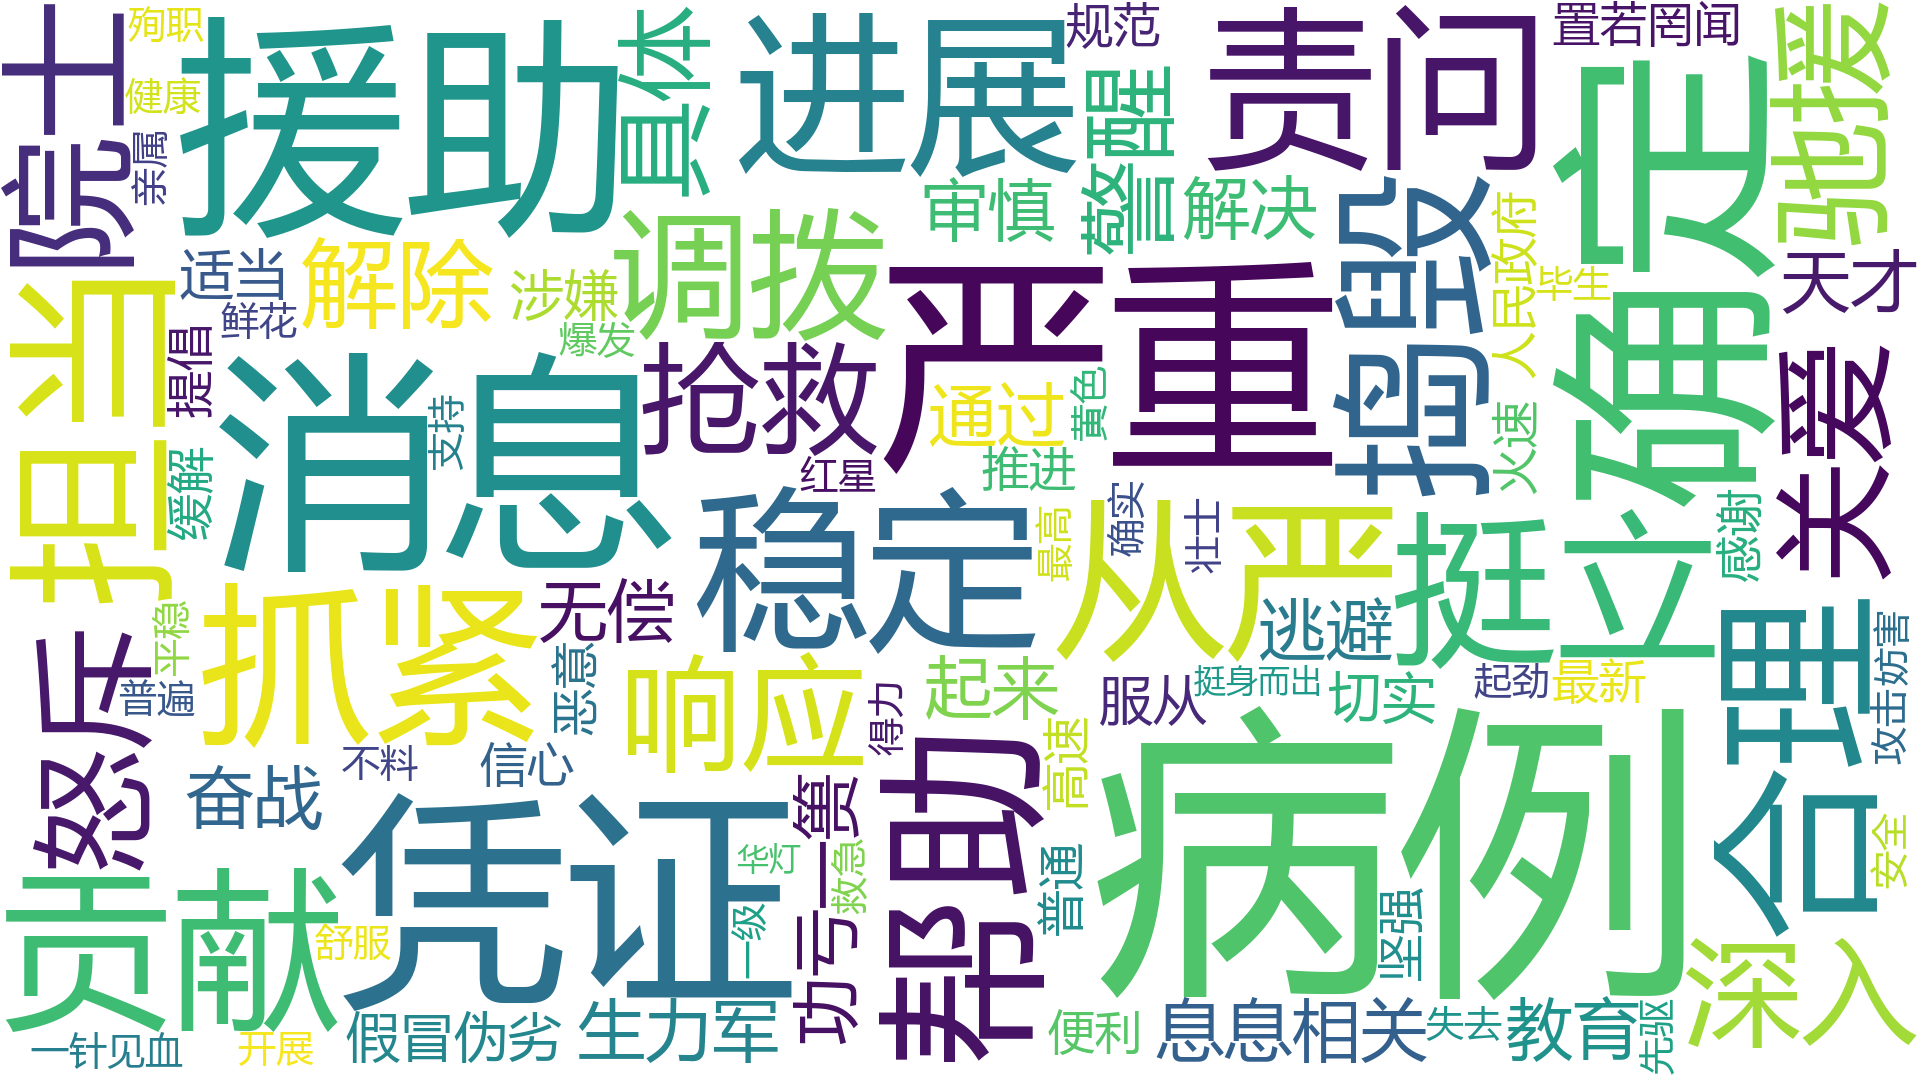 殉职
健康
院士
亲属
援助
直体
进展
规范
警醒
责问
置若罔闻
驰援
确定
审慎
解决
捣毁
人民政府
毕生
天才
担当
适当
鲜花
解除
涉嫌
调拨
爆发
严重
提倡
消息
支持
抢救
通过
黄色
火速
关爱
缓解
红星
推进
稳定
最高
确实
壮士
从严
挺立
感谢
怒斥
平稳
普遍
抓紧
无偿
恶意
响应
起来
得力
高速
服从
逃避
挺身而出
切实
起劲
最新
合理
攻击妨害
不料
信心
奋战
凭证
功亏一篑
华灯
救急
帮助
普通
病例
坚强
安全
贡献
舒服
一级
深入
一针见血
开展
假冒伪劣
生力军
便利
息息相关
失去
教育
先驱